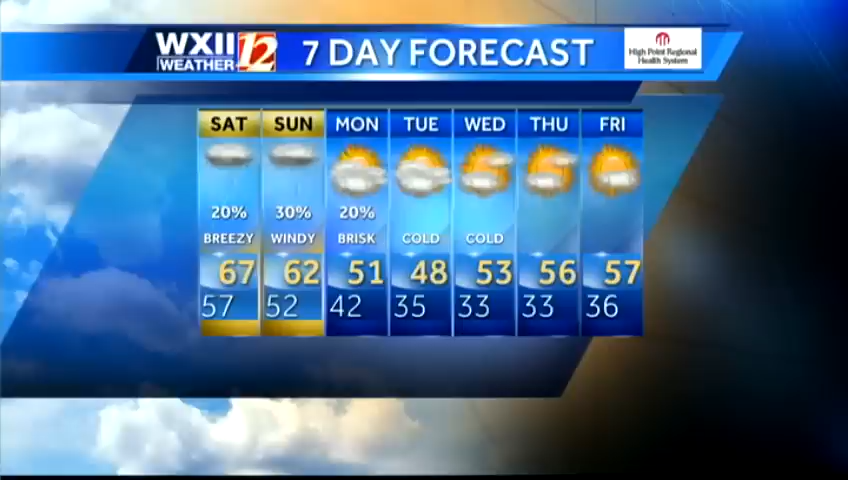 WXII 12
WEATHER
7 DAY FORECAST
High Point Regional
Health System
SAT SUN MON TUE WED THU FRI
20% 30% 20%
BREEZY WINDY BRISK COLD COLD
67 62 51 48 53 56 57
57 52 42 35 33 33 36